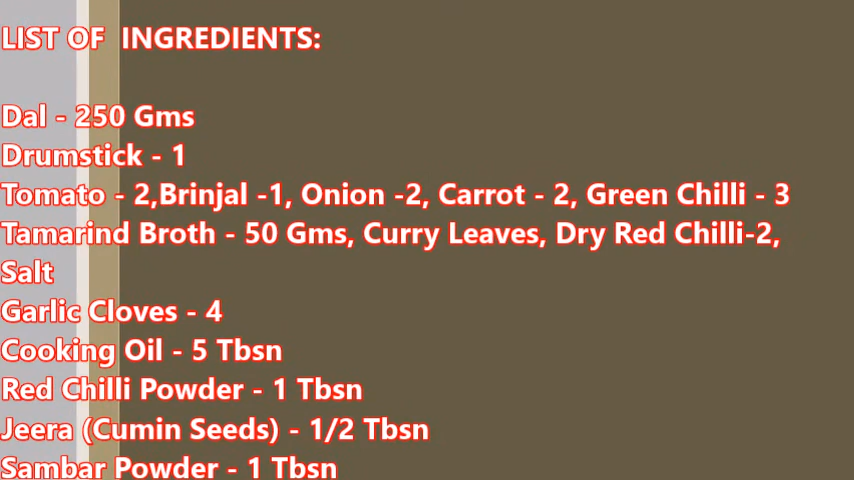 LIST OF INGREDIENTS:
Dal - 250 Gms
Drumstick - 1
Tomato - 2,Brinjal -1, Onion -2, Carrot - 2, Green Chilli - 3
Tamarind Broth - 50 Gms, Curry Leaves, Dry Red Chilli-2,
Salt
Garlic Cloves - 4
Cooking Oil - 5 Tbsn
Red Chilli Powder - 1 Tbsn
Jeera (Cumin Seeds) - 1/2 Tbsn
Sambar Powder - 1 Tbsn